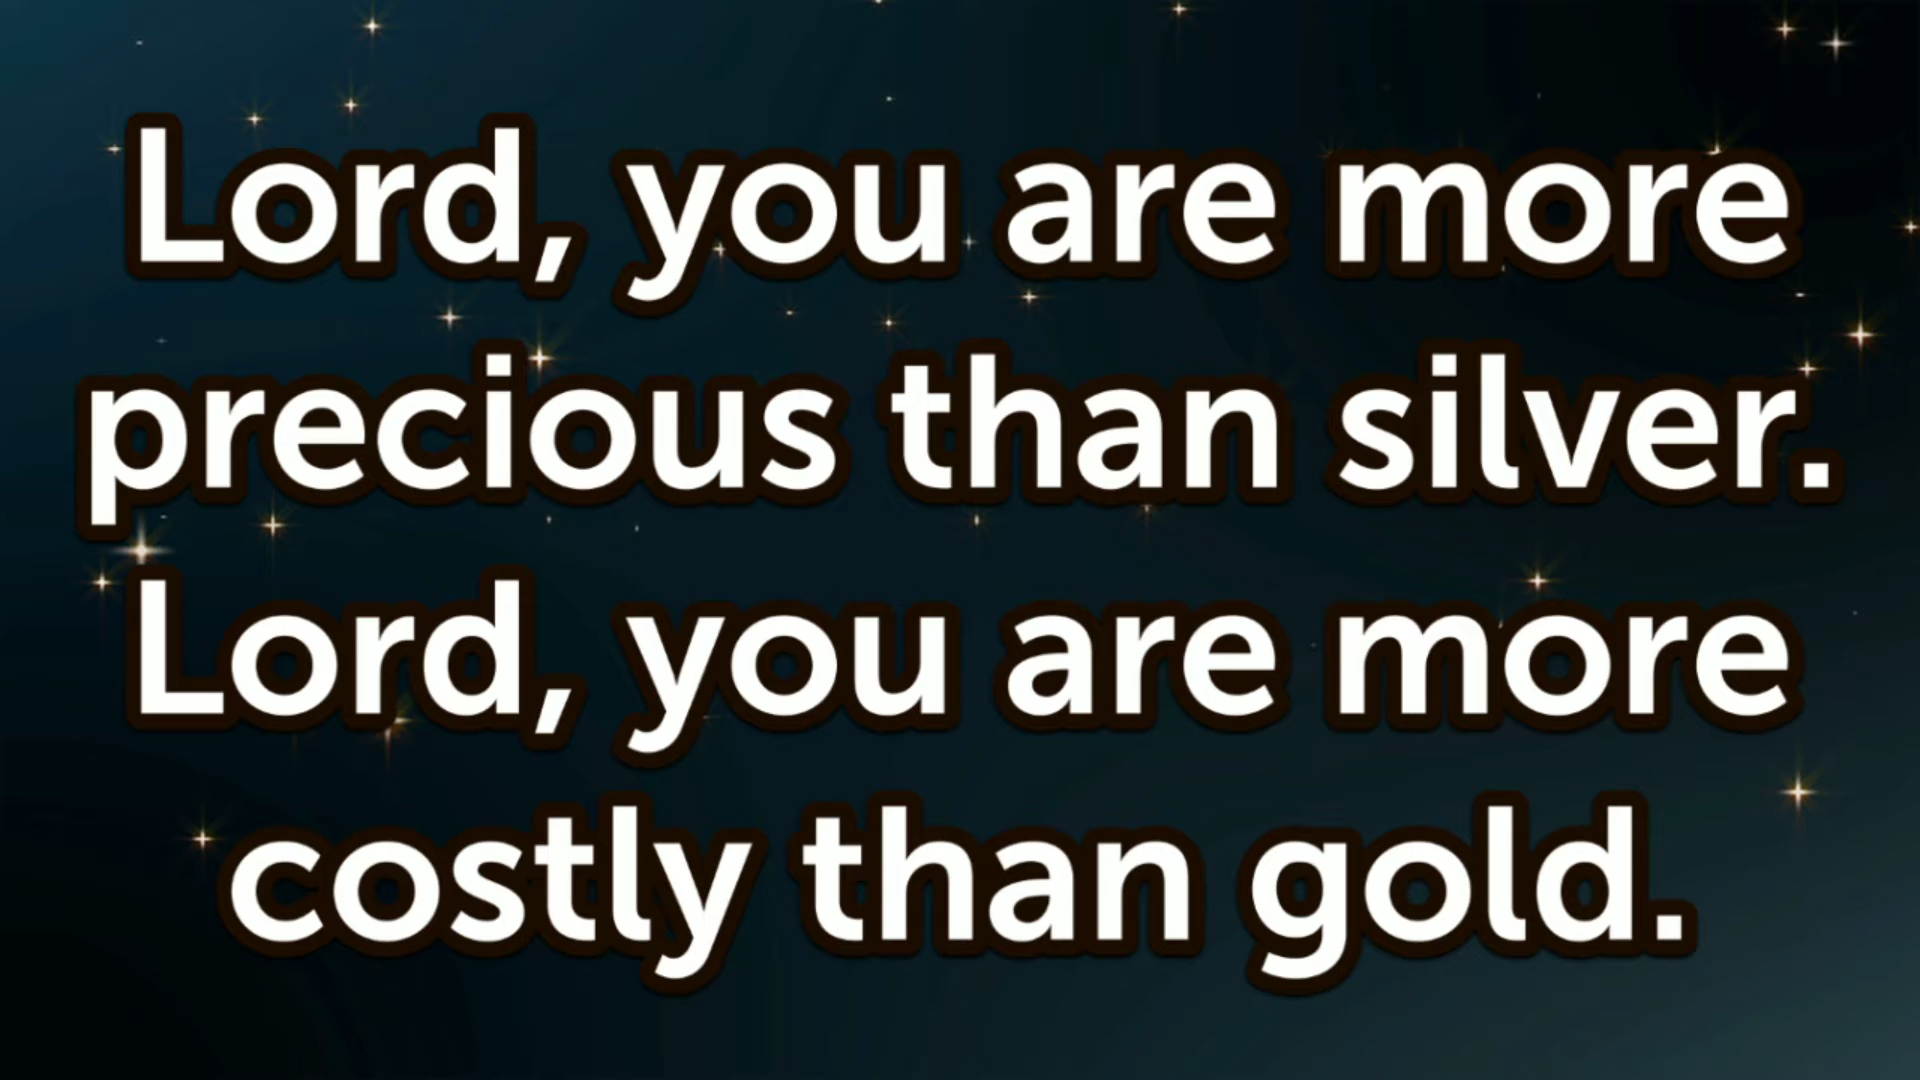 Lord, you are more
precious than silver.
Lord, you are more
costly than gold.